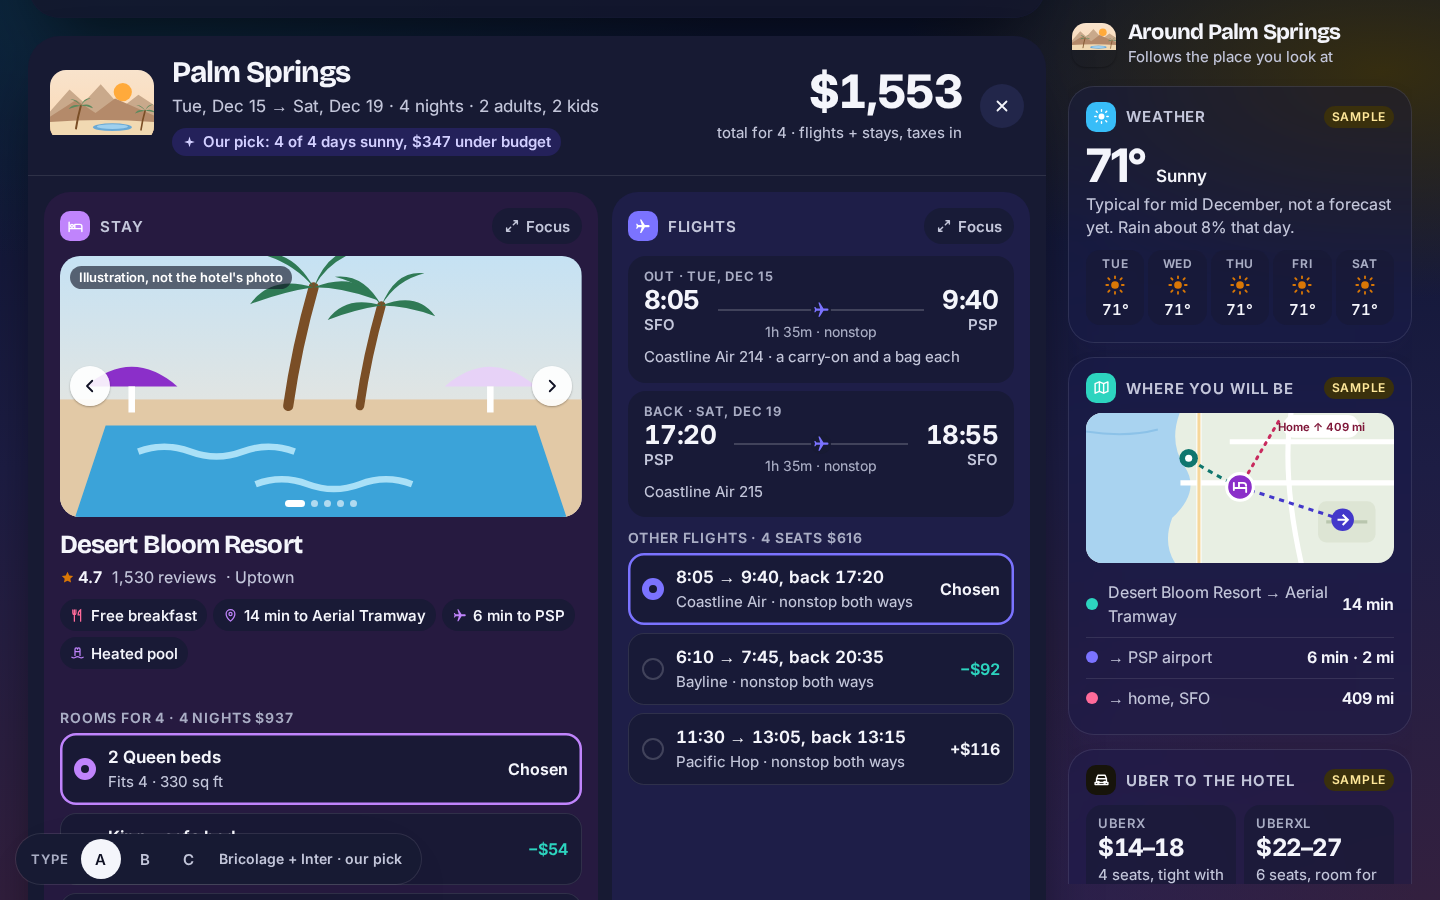 Palm Springs
Tue, Dec 15 → Sat, Dec 19 · 4 nights · 2 adults, 2 kids
Our pick: 4 of 4 days sunny, $347 under budget
$1,553
total for 4 · flights + stays, taxes in
STAY
Focus
Illustration, not the hotel's photo
Desert Bloom Resort
4.7 1,530 reviews · Uptown
Free breakfast
14 min to Aerial Tramway
6 min to PSP
Heated pool
ROOMS FOR 4 · 4 NIGHTS $937
2 Queen beds
Fits 4 · 330 sq ft
Chosen
−$54
TYPE
A
B
C
Bricolage + Inter · our pick
FLIGHTS
Focus
OUT · TUE, DEC 15
8:05
9:40
SFO
1h 35m · nonstop
PSP
Coastline Air 214 · a carry-on and a bag each
BACK · SAT, DEC 19
17:20
18:55
PSP
1h 35m · nonstop
SFO
Coastline Air 215
OTHER FLIGHTS · 4 SEATS $616
8:05 → 9:40, back 17:20
Coastline Air · nonstop both ways
Chosen
6:10 → 7:45, back 20:35
Bayline · nonstop both ways
−$92
11:30 → 13:05, back 13:15
Pacific Hop · nonstop both ways
+$116
Around Palm Springs
Follows the place you look at
WEATHER
SAMPLE
71° Sunny
Typical for mid December, not a forecast
yet. Rain about 8% that day.
TUE
WED
THU
FRI
SAT
71°
71°
71°
71°
71°
WHERE YOU WILL BE
SAMPLE
Home ↑ 409 mi
Desert Bloom Resort → Aerial
Tramway
14 min
→ PSP airport
6 min · 2 mi
→ home, SFO
409 mi
UBER TO THE HOTEL
SAMPLE
UBERX
$14–18
4 seats, tight with
UBERXL
$22–27
6 seats, room for